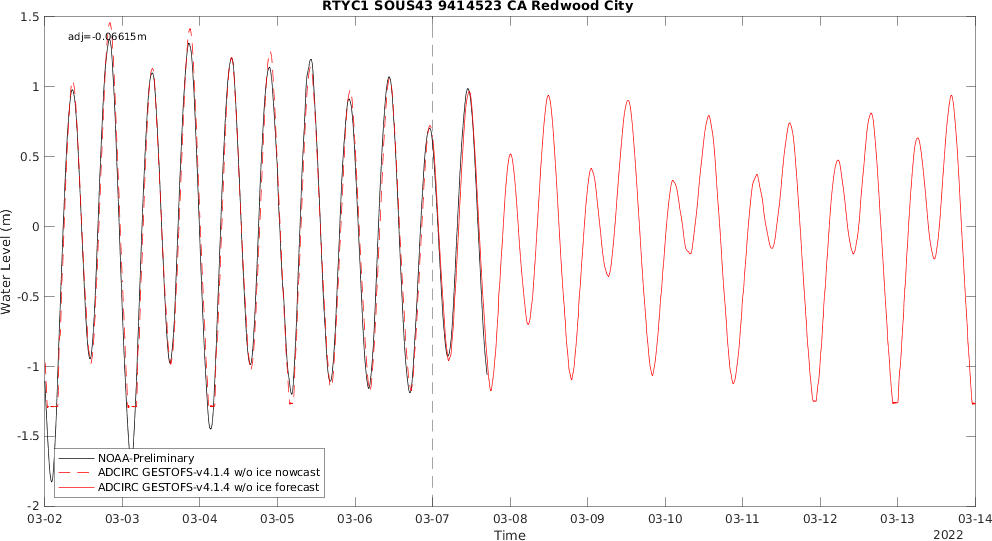 RTYC1 SOUS43 9414523 CA Redwood City
adj=-0.06615m
1.5
1
0.5
0
-0.5
-1
-1.5
-2
Water Level (m)
NOAA-Preliminary
ADCIRC GESTOFS-v4.1.4 w/o ice nowcast
ADCIRC GESTOFS-v4.1.4 w/o ice forecast
03-02 03-03 03-04 03-05 03-06 03-07 03-08 03-09 03-10 03-11 03-12 03-13 03-14
Time
2022